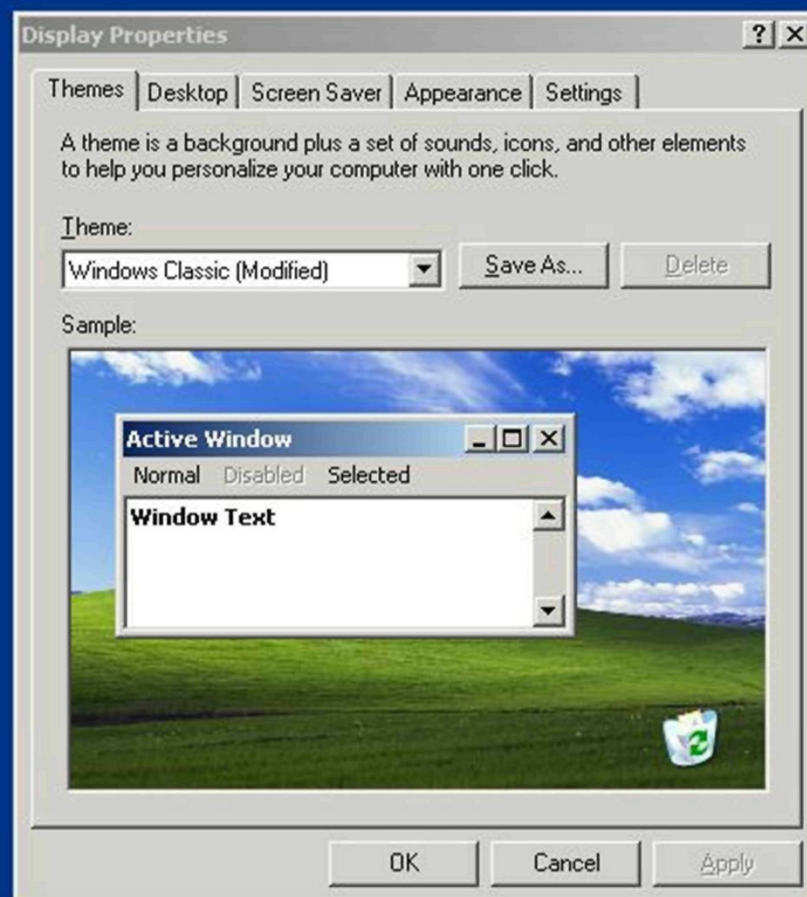 Display Properties
Themes Desktop Screen Saver Appearance Settings
A theme is a background plus a set of sounds, icons, and other elements
to help you personalize your computer with one click.
Theme:
Windows Classic (Modified) Save As... Delete
Sample:
Active Window
Normal Disabled Selected
Window Text
OK Cancel Apply